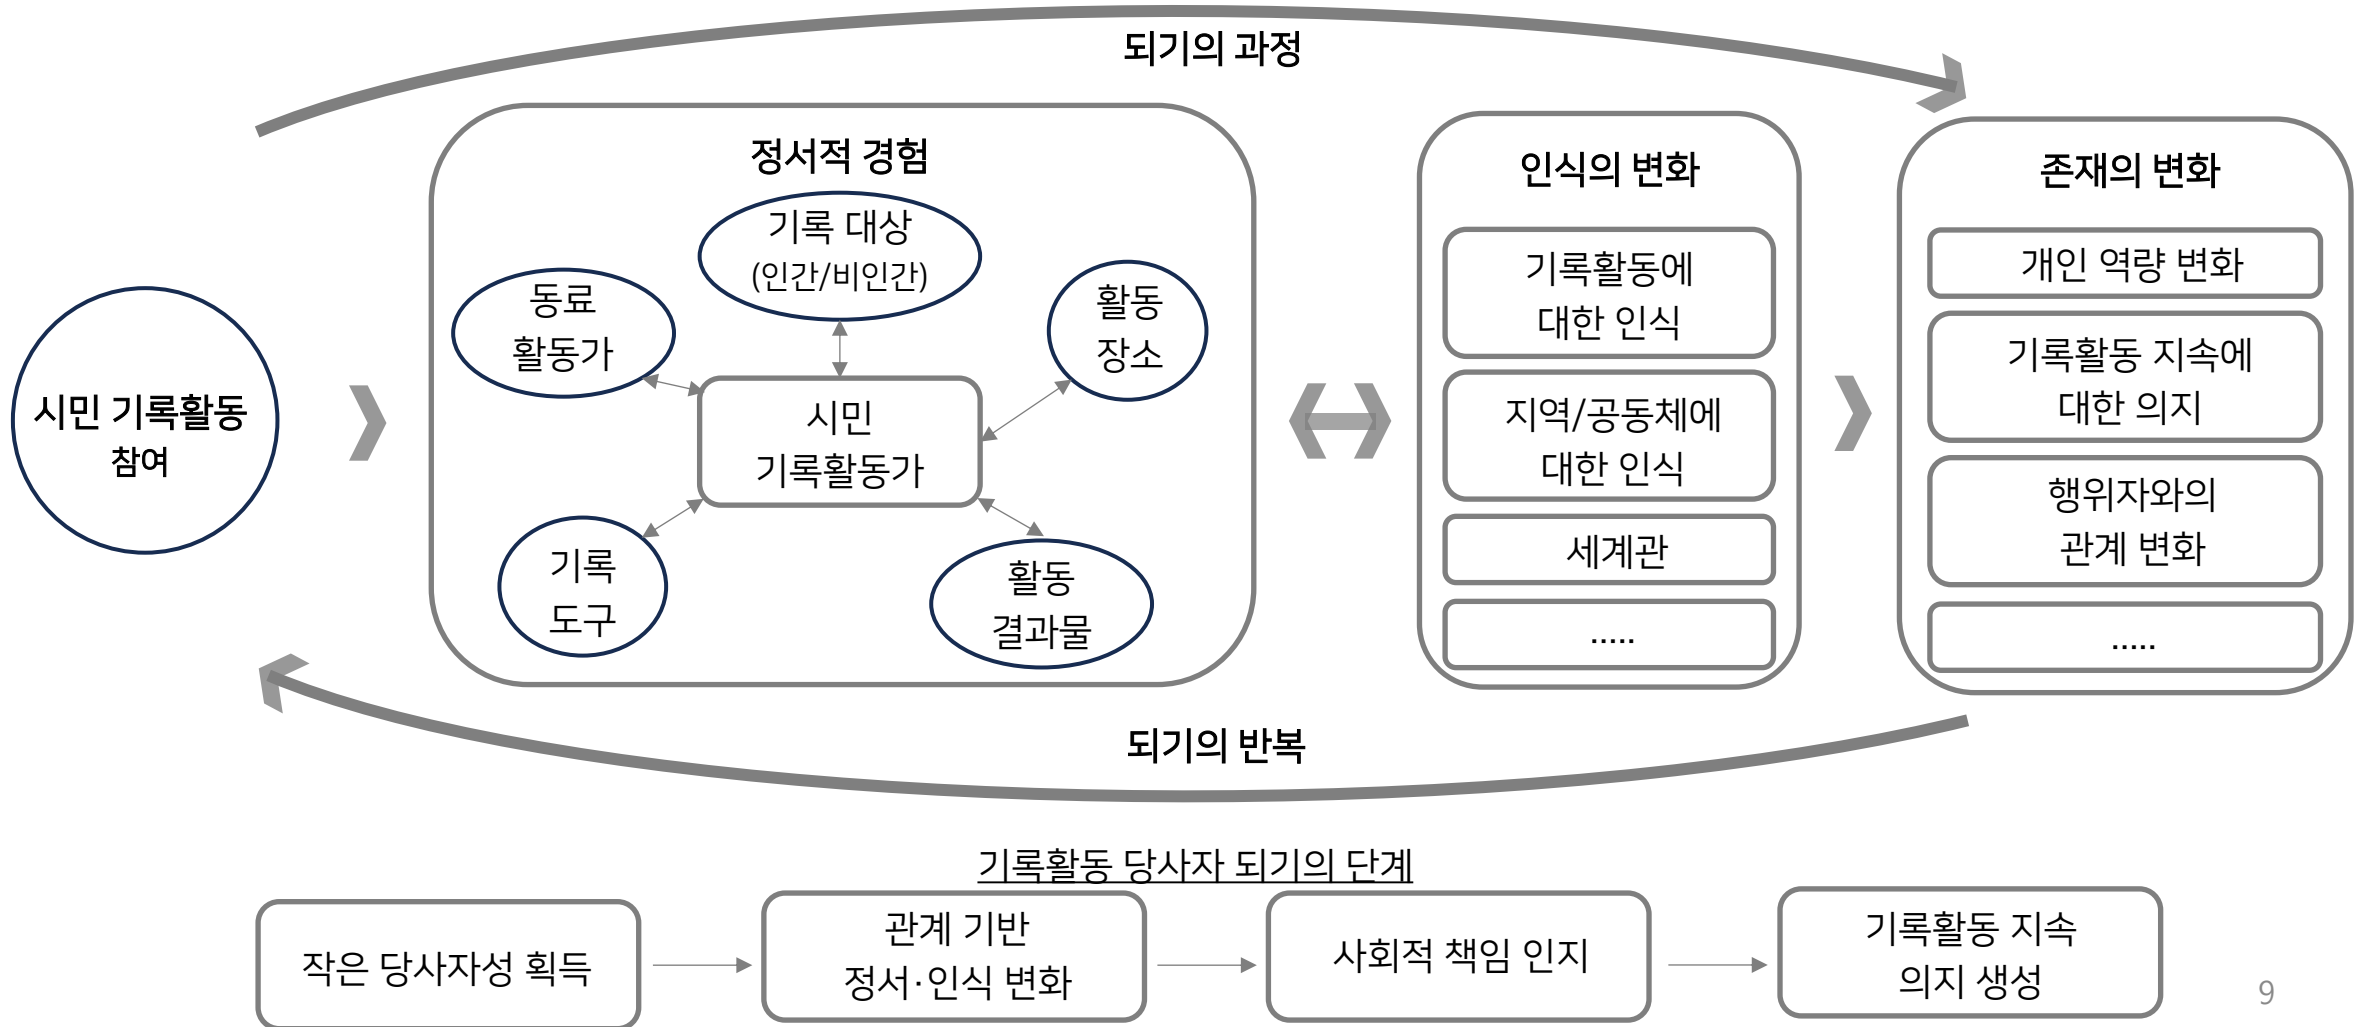 되기의 과정
시민 기록활동
참여
정서적 경험
기록 대상
(인간/비인간)
동료
활동가
활동
장소
시민
기록활동가
기록
도구
활동
결과물
인식의 변화
기록활동에
대한 인식
지역/공동체에
대한 인식
세계관
.....
존재의 변화
개인 역량 변화
기록활동 지속에
대한 의지
행위자와의
관계 변화
.....
되기의 반복
기록활동 당사자 되기의 단계
작은 당사자성 획득
관계 기반
정서·인식 변화
사회적 책임 인지
기록활동 지속
의지 생성
9